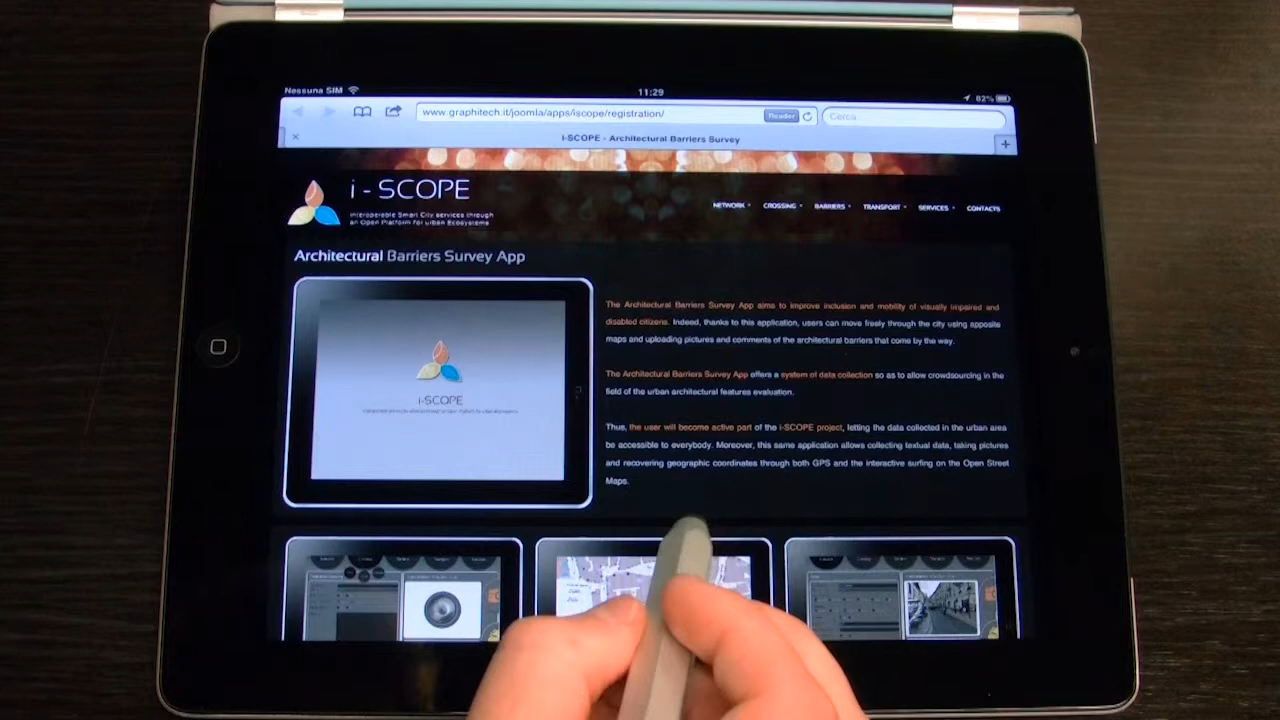 Nessuna SIM
11:29
82%
www.graphitech.it/joomla/apps/iscope/registration/
Reader
Cerca
i-SCOPE - Architectural Barriers Survey
i - SCOPE
Interoperable Smart City services through
an Open Platform for urban Ecosystems
NETWORK CROSSING BARRIERS TRANSPORT SERVICES CONTACTS
Architectural Barriers Survey App
i-SCOPE
The Architectural Barriers Survey App aims to improve inclusion and mobility of visually impaired and
disabled citizens. Indeed, thanks to this application, users can move freely through the city using apposite
maps and uploading pictures and comments of the architectural barriers that come by the way.
The Architectural Barriers Survey App offers a system of data collection so as to allow crowdsourcing in the
field of the urban architectural features evaluation.
Thus, the user will become active part of the i-SCOPE project, letting the data collected in the urban area
be accessible to everybody. Moreover, this same application allows collecting textual data, taking pictures
and recovering geographic coordinates through both GPS and the interactive surfing on the Open Street
Maps.